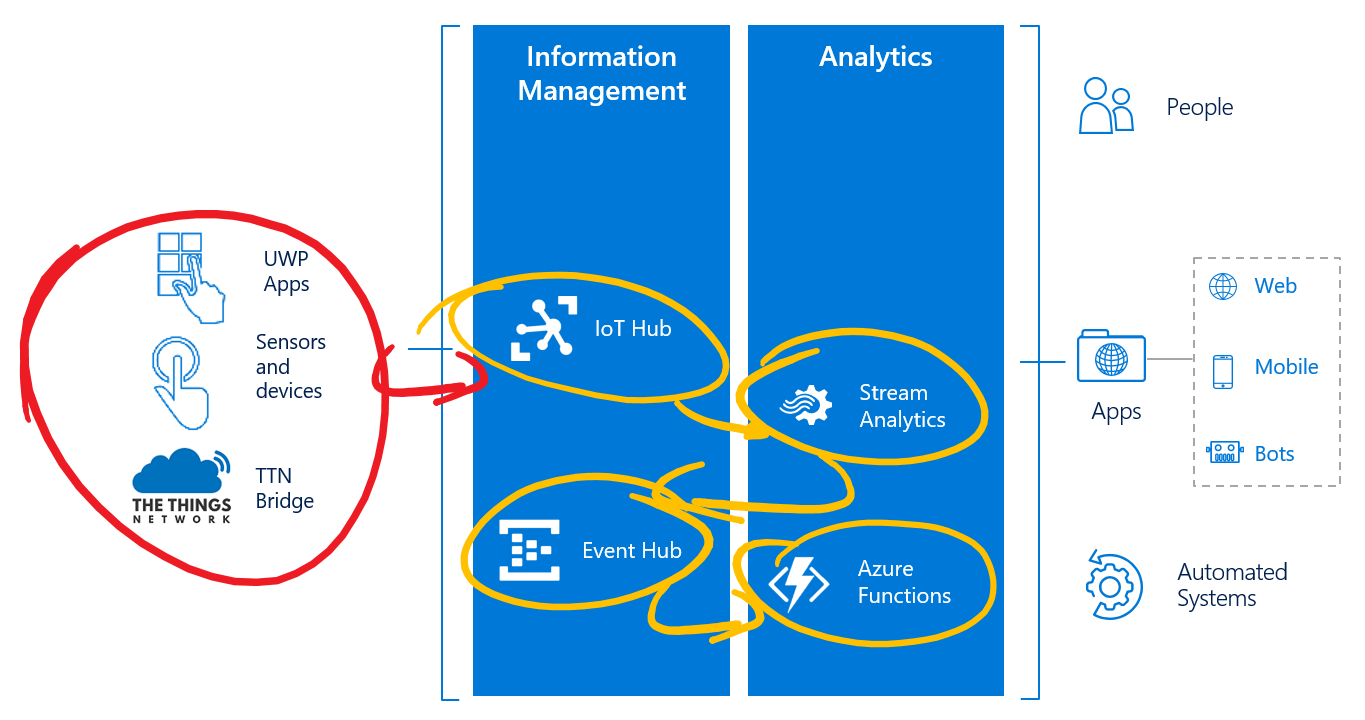 Information
Management
Analytics
People
UWP
Apps
Sensors
and
devices
TTN
Bridge
THE THINGS
NETWORK
IoT Hub
Event Hub
Stream
Analytics
Azure
Functions
Apps
Web
Mobile
Bots
Automated
Systems